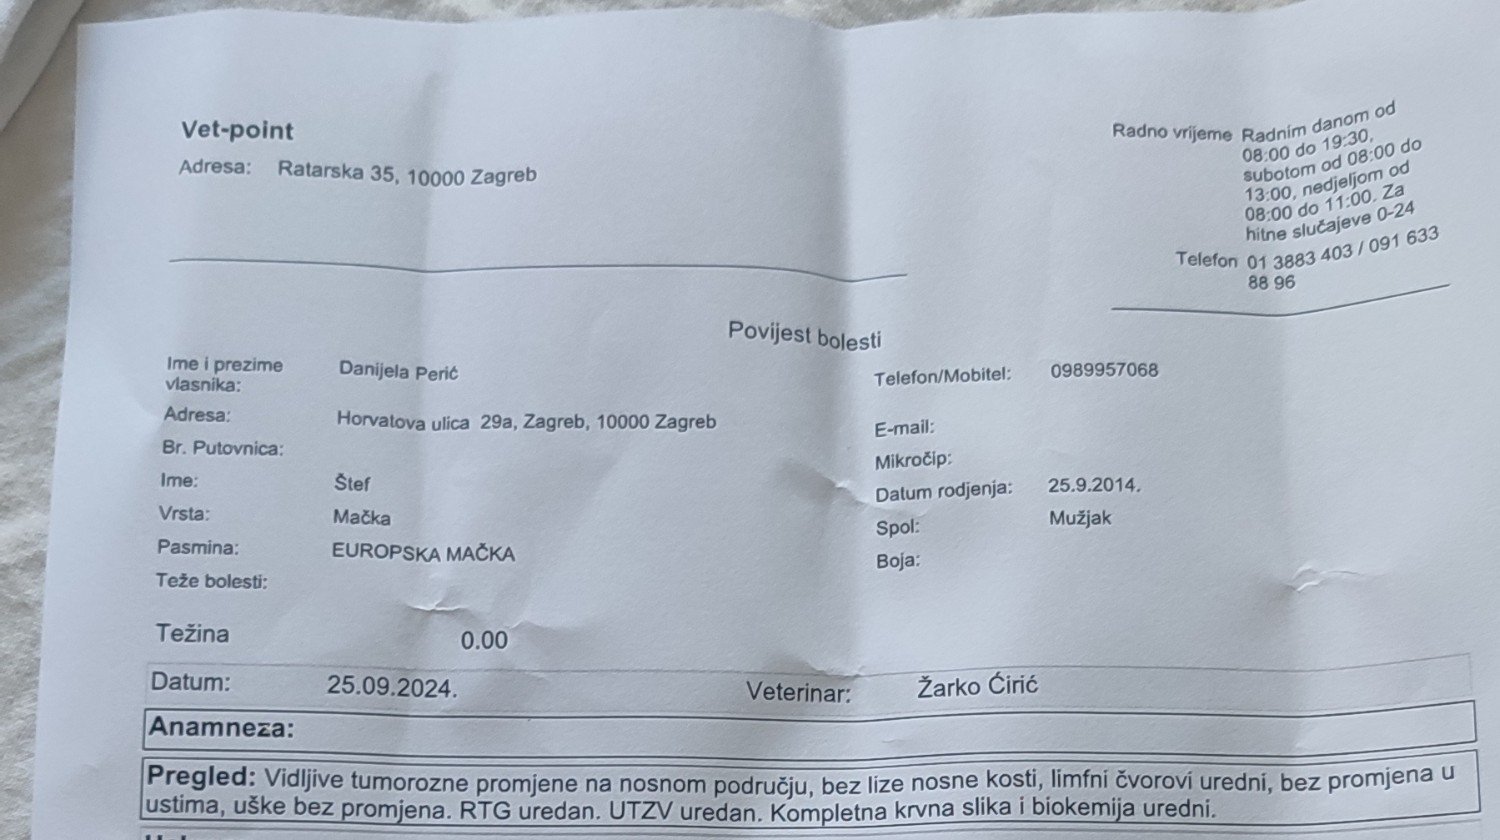 Vet-point
Adresa: Ratarska 35, 10000 Zagreb
Radno vrijeme Radnim danom od
08:00 do 19:30,
subotom od 08:00 do
13:00, nedjeljom od
08:00 do 11:00. Za
hitne slučajeve 0-24
Telefon 01 3883 403 / 091 633
88 96
Povijest bolesti
Ime i prezime
vlasnika: Danijela Perić
Telefon/Mobitel: 0989957068
Adresa: Horvatova ulica 29a, Zagreb, 10000 Zagreb
E-mail:
Br. Putovnica:
Mikročip:
Ime: Štef
Datum rodjenja: 25.9.2014.
Vrsta: Mačka
Spol: Mužjak
Pasmina: EUROPSKA MAČKA
Boja:
Teže bolesti:
Težina 0.00
Datum: 25.09.2024. Veterinar: Žarko Ćirić
Anamneza:
Pregled: Vidljive tumorozne promjene na nosnom području, bez lize nosne kosti, limfni čvorovi uredni, bez promjena u
ustima, uške bez promjena. RTG uredan. UTZV uredan. Kompletna krvna slika i biokemija uredni.